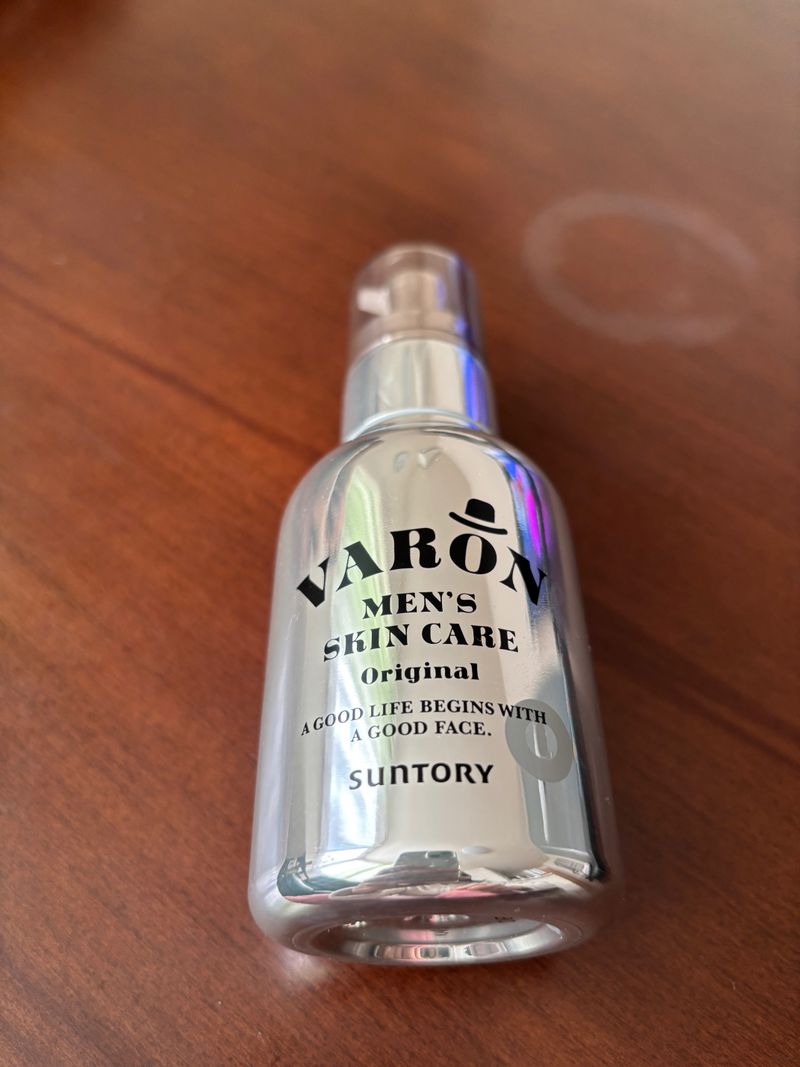 VARON
MEN'S
SKIN CARE
Original
A GOOD LIFE BEGINS WITH
A GOOD FACE.
SUNTORY